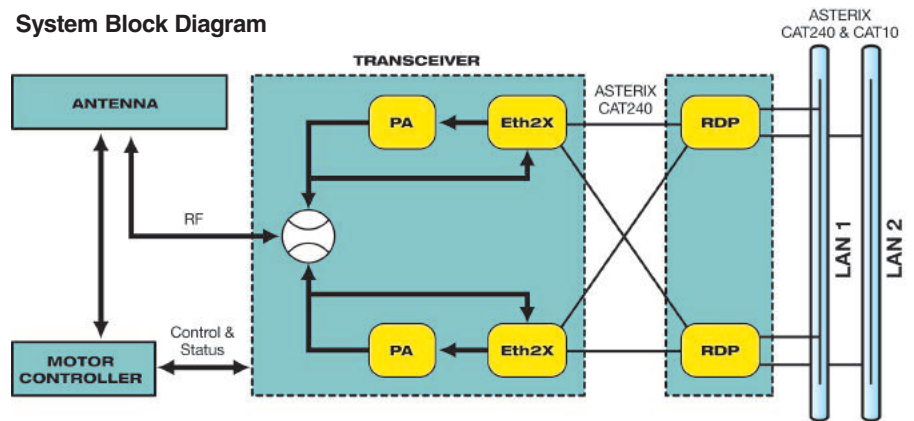 System Block Diagram
ASTERIX
CAT240 & CAT10
TRANSCEIVER
ANTENNA
PA
Eth2X
ASTERIX
CAT240
RDP
RF
LAN 1
LAN 2
Control &
Status
MOTOR
CONTROLLER
PA
Eth2X
RDP